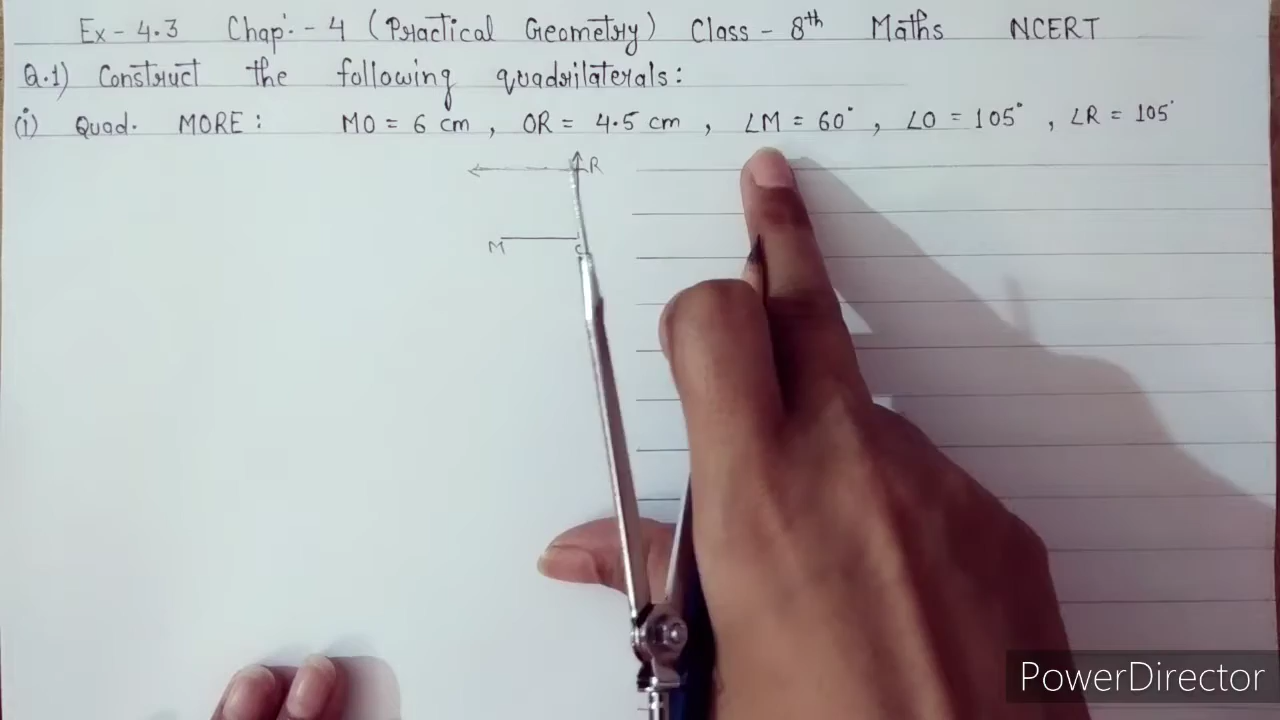 Ex - 4.3 Chap: - 4 (Practical Geometry) Class - 8th Maths NCERT
Q.1) Construct the following quadrilaterals:
(i) Quad. MORE: MO = 6 cm, OR = 4.5 cm, ∠M = 60°, ∠O = 105°, ∠R = 105°
R
M
PowerDirector